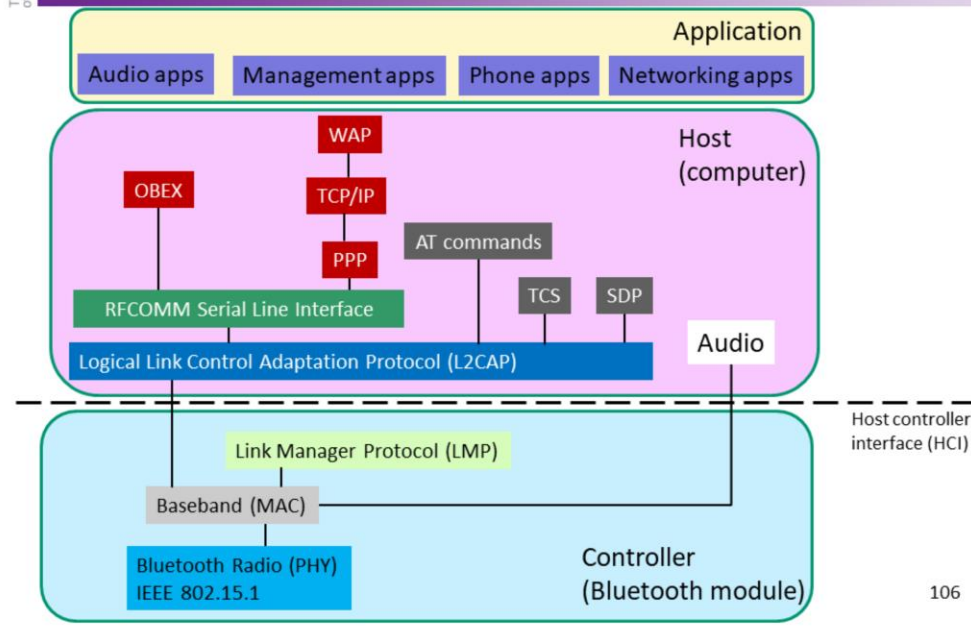 Application
Audio apps
Management apps
Phone apps
Networking apps
Host
(computer)
WAP
OBEX
TCP/IP
AT commands
PPP
TCS
SDP
RFCOMM Serial Line Interface
Audio
Logical Link Control Adaptation Protocol (L2CAP)
Host controller
interface (HCI)
Link Manager Protocol (LMP)
Baseband (MAC)
Bluetooth Radio (PHY)
IEEE 802.15.1
Controller
(Bluetooth module)
106